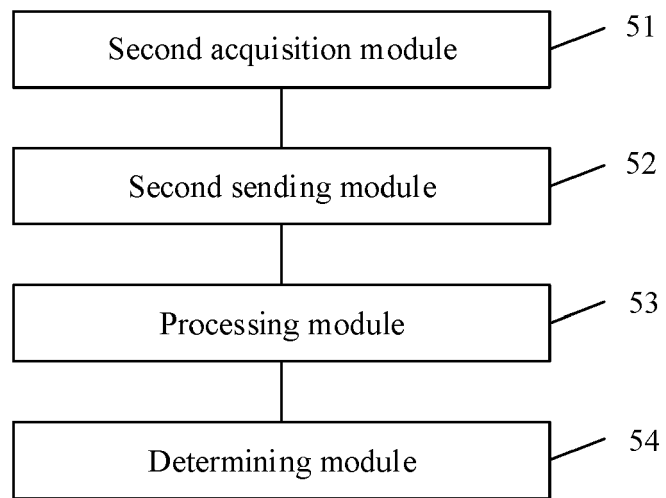 Second acquisition module
51
Second sending module
52
Processing module
53
Determining module
54